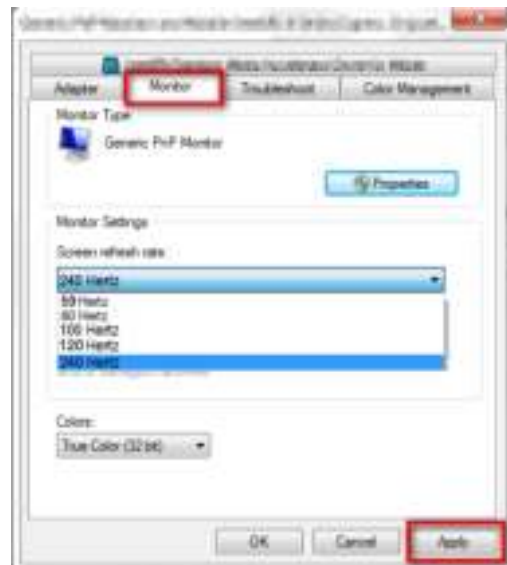 Adapter
Monitor
Troubleshoot
Color Management
Monitor Type
Generic PnP Monitor
Properties
Monitor Settings
Screen refresh rate
240 Hertz
59 Hertz
60 Hertz
100 Hertz
120 Hertz
240 Hertz
Colors:
True Color (32 bit)
OK
Cancel
Apply